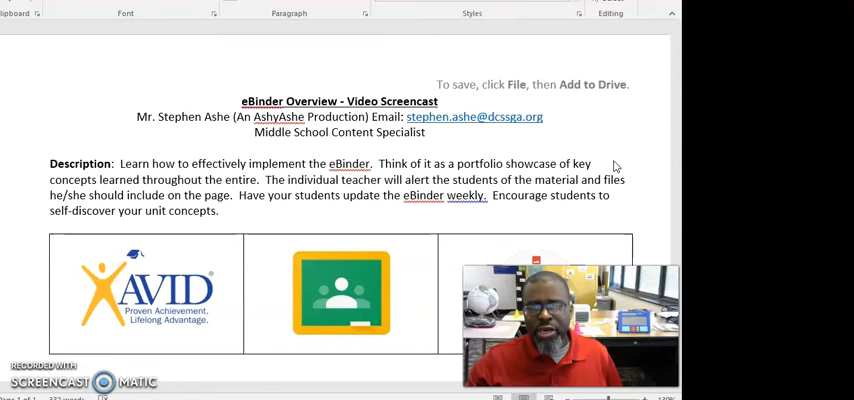 lipboard
Font
Paragraph
Styles
Editing
To save, click File, then Add to Drive.
eBinder Overview - Video Screencast
Mr. Stephen Ashe (An AshyAshe Production) Email: stephen.ashe@dcssga.org
Middle School Content Specialist
Description: Learn how to effectively implement the eBinder. Think of it as a portfolio showcase of key
concepts learned throughout the entire. The individual teacher will alert the students of the material and files
he/she should include on the page. Have your students update the eBinder weekly. Encourage students to
self-discover your unit concepts.
AVID®
Proven Achievement.
Lifelong Advantage.
RECORDED WITH
SCREENCAST MATIC